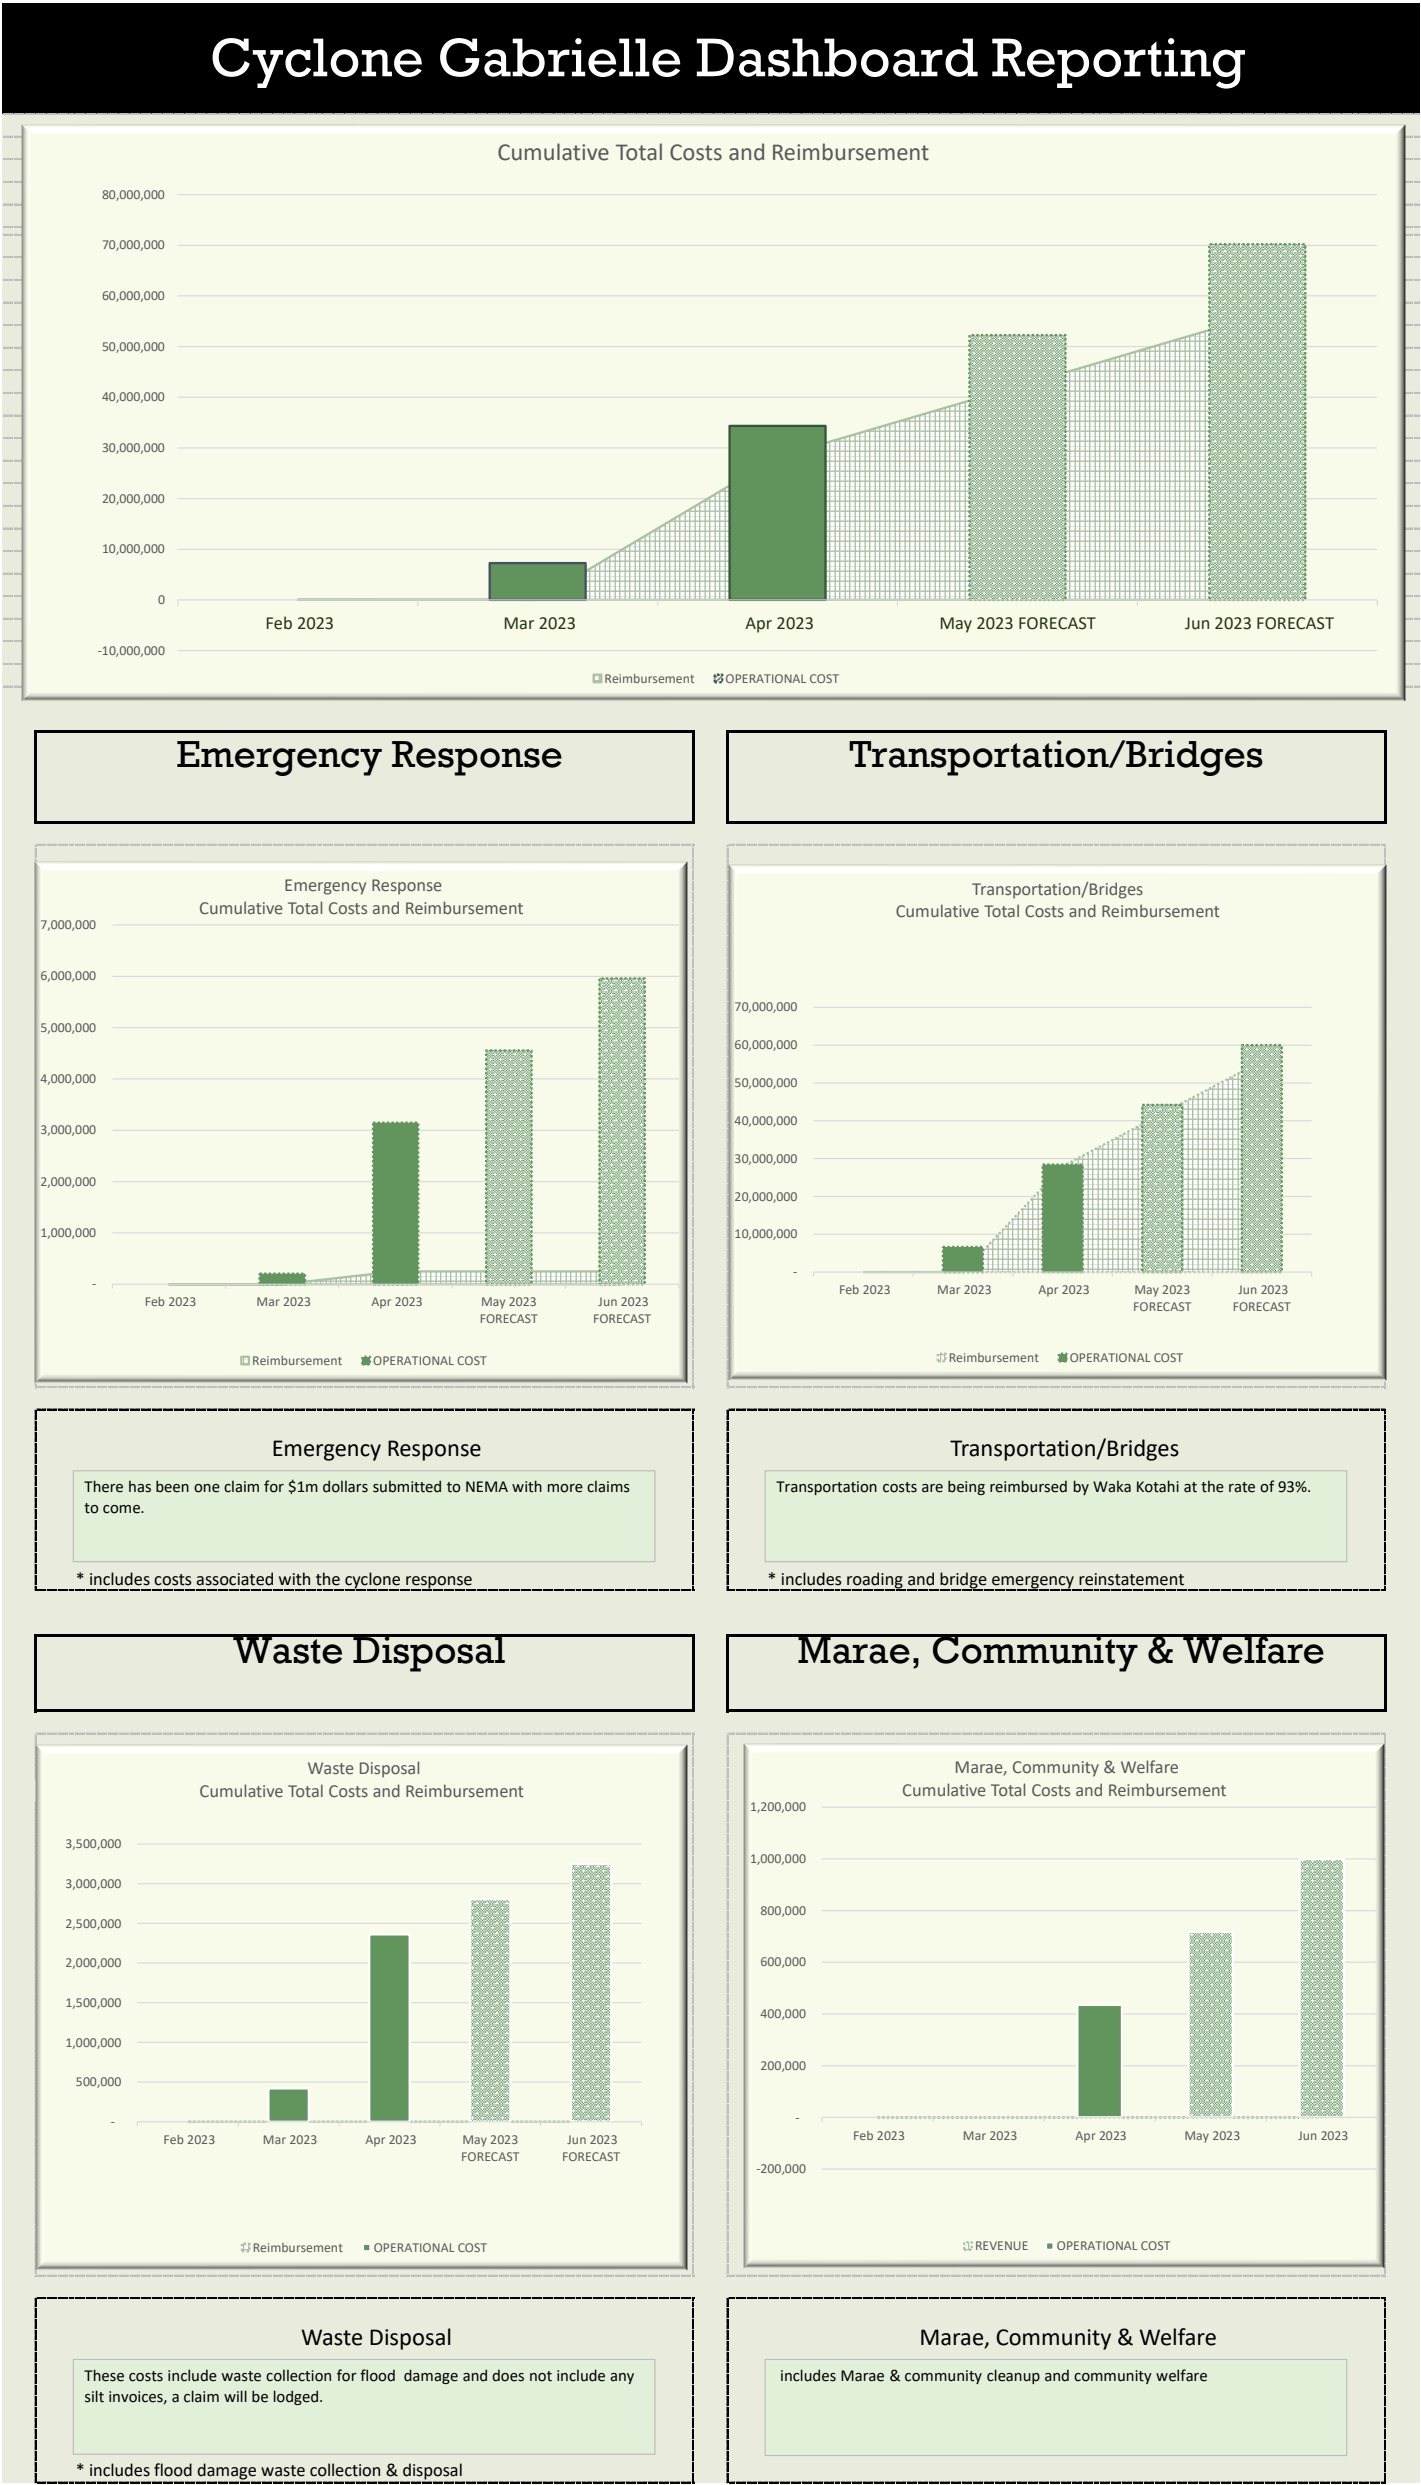 Cyclone Gabrielle Dashboard Reporting
Cumulative Total Costs and Reimbursement
80,000,000
70,000,000
60,000,000
50,000,000
40,000,000
30,000,000
20,000,000
10,000,000
0
Feb 2023 Mar 2023 Apr 2023 May 2023 FORECAST Jun 2023 FORECAST
-10,000,000
Reimbursement OPERATIONAL COST
Emergency Response
Transportation/Bridges
Emergency Response
Cumulative Total Costs and Reimbursement
7,000,000
6,000,000
5,000,000
4,000,000
3,000,000
2,000,000
1,000,000
-
Feb 2023 Mar 2023 Apr 2023 May 2023 Jun 2023
FORECAST FORECAST
Reimbursement OPERATIONAL COST
Transportation/Bridges
Cumulative Total Costs and Reimbursement
70,000,000
60,000,000
50,000,000
40,000,000
30,000,000
20,000,000
10,000,000
-
Feb 2023 Mar 2023 Apr 2023 May 2023 Jun 2023
FORECAST FORECAST
Reimbursement OPERATIONAL COST
Emergency Response
There has been one claim for $1m dollars submitted to NEMA with more claims
to come.
* includes costs associated with the cyclone response
Transportation/Bridges
Transportation costs are being reimbursed by Waka Kotahi at the rate of 93%.
* includes roading and bridge emergency reinstatement
Waste Disposal
Marae, Community & Welfare
Waste Disposal
Cumulative Total Costs and Reimbursement
3,500,000
3,000,000
2,500,000
2,000,000
1,500,000
1,000,000
500,000
-
Feb 2023 Mar 2023 Apr 2023 May 2023 Jun 2023
FORECAST FORECAST
Reimbursement OPERATIONAL COST
Marae, Community & Welfare
Cumulative Total Costs and Reimbursement
1,200,000
1,000,000
800,000
600,000
400,000
200,000
-
Feb 2023 Mar 2023 Apr 2023 May 2023 Jun 2023
-200,000
REVENUE OPERATIONAL COST
Waste Disposal
These costs include waste collection for flood  damage and does not include any
silt invoices, a claim will be lodged.
* includes flood damage waste collection & disposal
Marae, Community & Welfare
includes Marae & community cleanup and community welfare